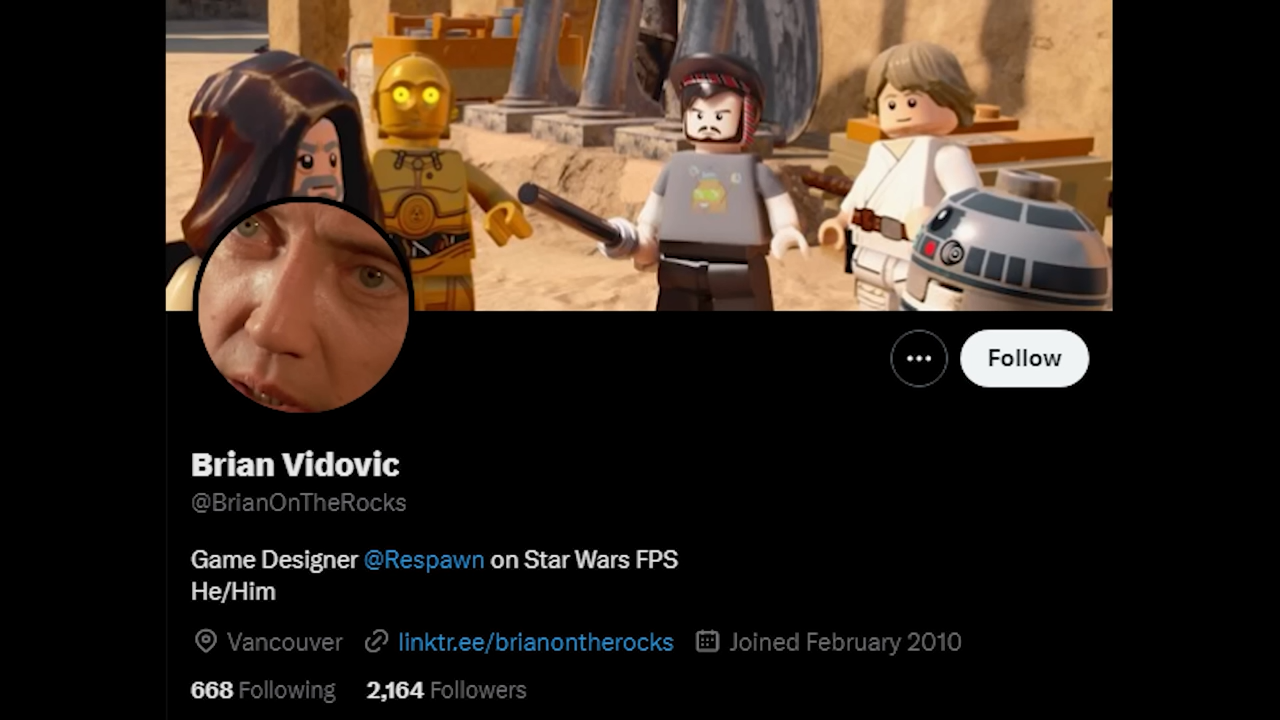 Follow
Brian Vidovic
@BrianOnTheRocks
Game Designer @Respawn on Star Wars FPS
He/Him
Vancouver linktr.ee/brianontherocks Joined February 2010
668 Following 2,164 Followers